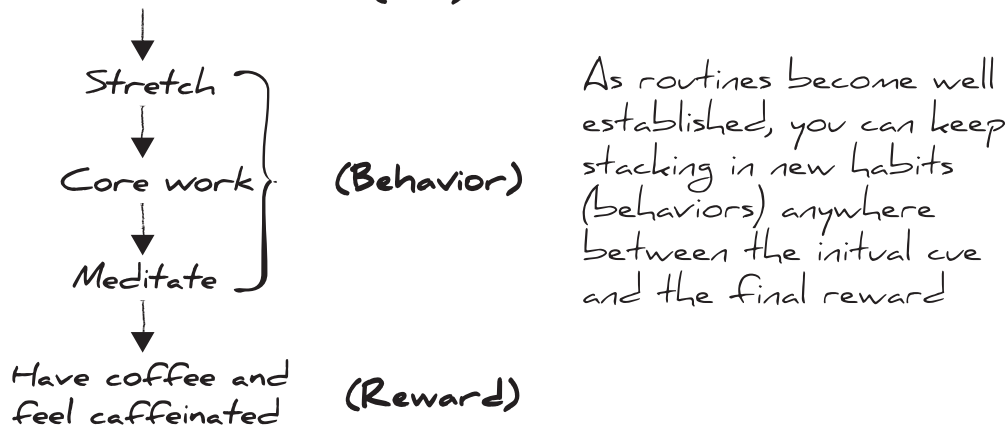 Stretch
Core work
Meditate
Have coffee and
feel caffeinated
(Behavior)
(Reward)
As routines become well
established, you can keep
stacking in new habits
(behaviors) anywhere
between the initual cue
and the final reward